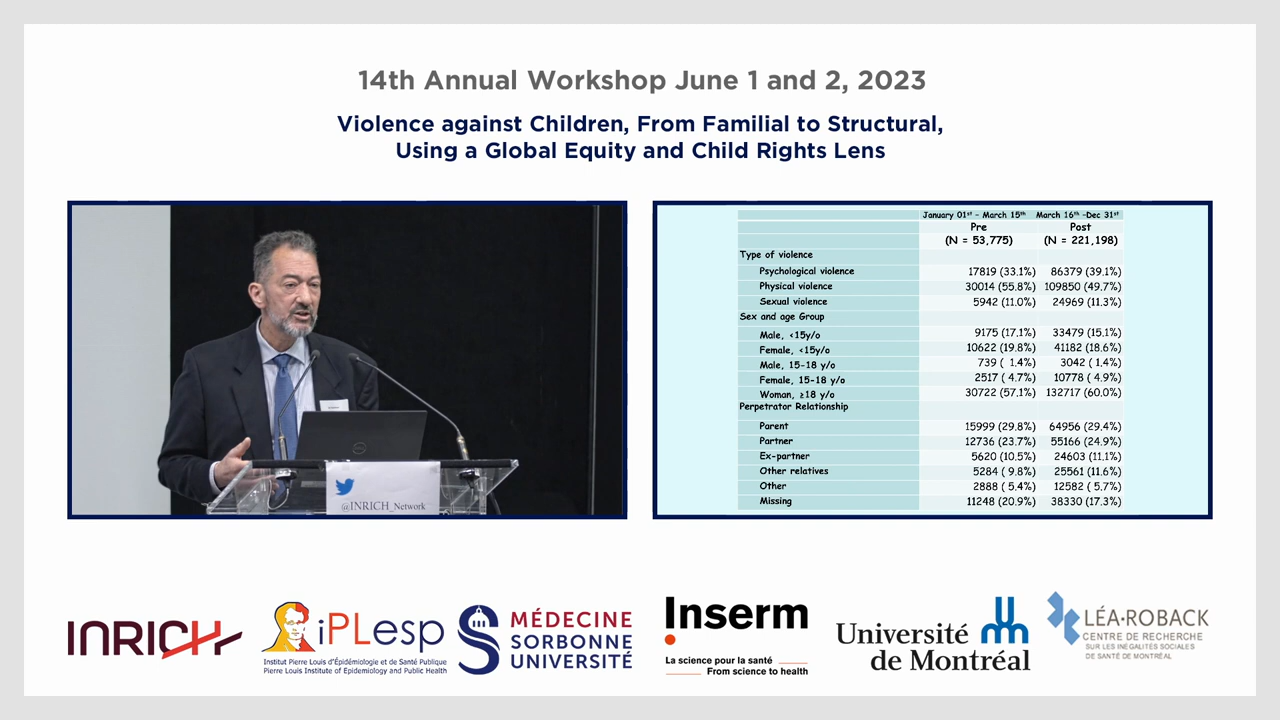 14th Annual Workshop June 1 and 2, 2023
Violence against Children, From Familial to Structural,
Using a Global Equity and Child Rights Lens
@INRICH_Network
January 01st - March 15th March 16th -Dec 31st
Pre Post
(N = 53,775) (N = 221,198)
Type of violence
Psychological violence 17819 (33.1%) 86379 (39.1%)
Physical violence 30014 (55.8%) 109850 (49.7%)
Sexual violence 5942 (11.0%) 24969 (11.3%)
Sex and age Group
Male, <15y/o 9175 (17.1%) 33479 (15.1%)
Female, <15y/o 10622 (19.8%) 41182 (18.6%)
Male, 15-18 y/o 739 ( 1.4%) 3042 ( 1.4%)
Female, 15-18 y/o 2517 ( 4.7%) 10778 ( 4.9%)
Woman, ≥18 y/o 30722 (57.1%) 132717 (60.0%)
Perpetrator Relationship
Parent 15999 (29.8%) 64956 (29.4%)
Partner 12736 (23.7%) 55166 (24.9%)
Ex-partner 5620 (10.5%) 24603 (11.1%)
Other relatives 5284 ( 9.8%) 25561 (11.6%)
Other 2888 ( 5.4%) 12582 ( 5.7%)
Missing 11248 (20.9%) 38330 (17.3%)
INRICH
iPLesp
Institut Pierre Louis d'Épidémiologie et de Santé Publique
Pierre Louis Institute of Epidemiology and Public Health
MÉDECINE
SORBONNE
UNIVERSITÉ
Inserm
La science pour la santé
From science to health
Université
de Montréal
LÉA-ROBACK
CENTRE DE RECHERCHE
SUR LES INÉGALITÉS SOCIALES
DE SANTÉ DE MONTRÉAL